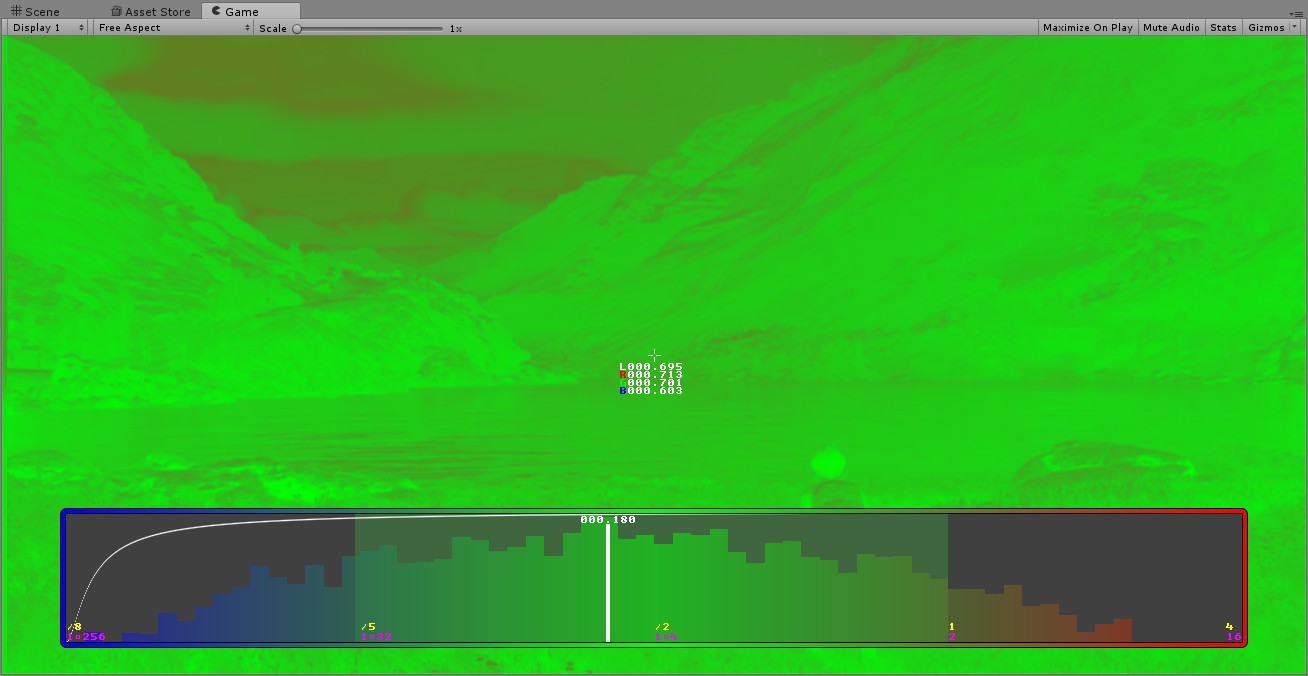 Scene Asset Store Game
Display 1 Free Aspect Scale 1x Maximize On Play Mute Audio Stats Gizmos
L000.695
R000.713
G000.701
B000.603
000.180
/8 /5 /2 1 4
1÷256 1÷32 2 16